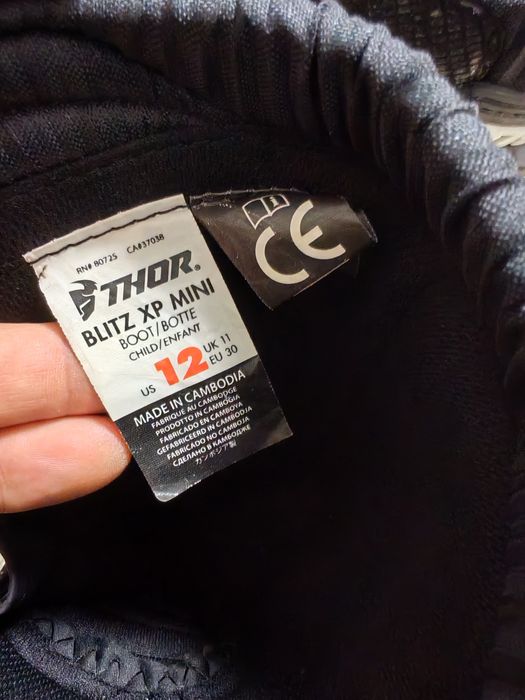 RN# 80725 CA#37038
THOR®
BLITZ XP MINI
BOOT/BOTTE
CHILD/ENFANT
US 12 UK 11
EU 30
MADE IN CAMBODIA
FABRIQUE AU CAMBODGE
PRODOTTO IN CAMBOGIA
FABRICADO EN CAMBOYA
GEFABRICEERD IN CAMBODJA
FABRICADO NO CAMBOJA
СДЕЛАНО В КАМБОДЖЕ
カンボジア製
CE